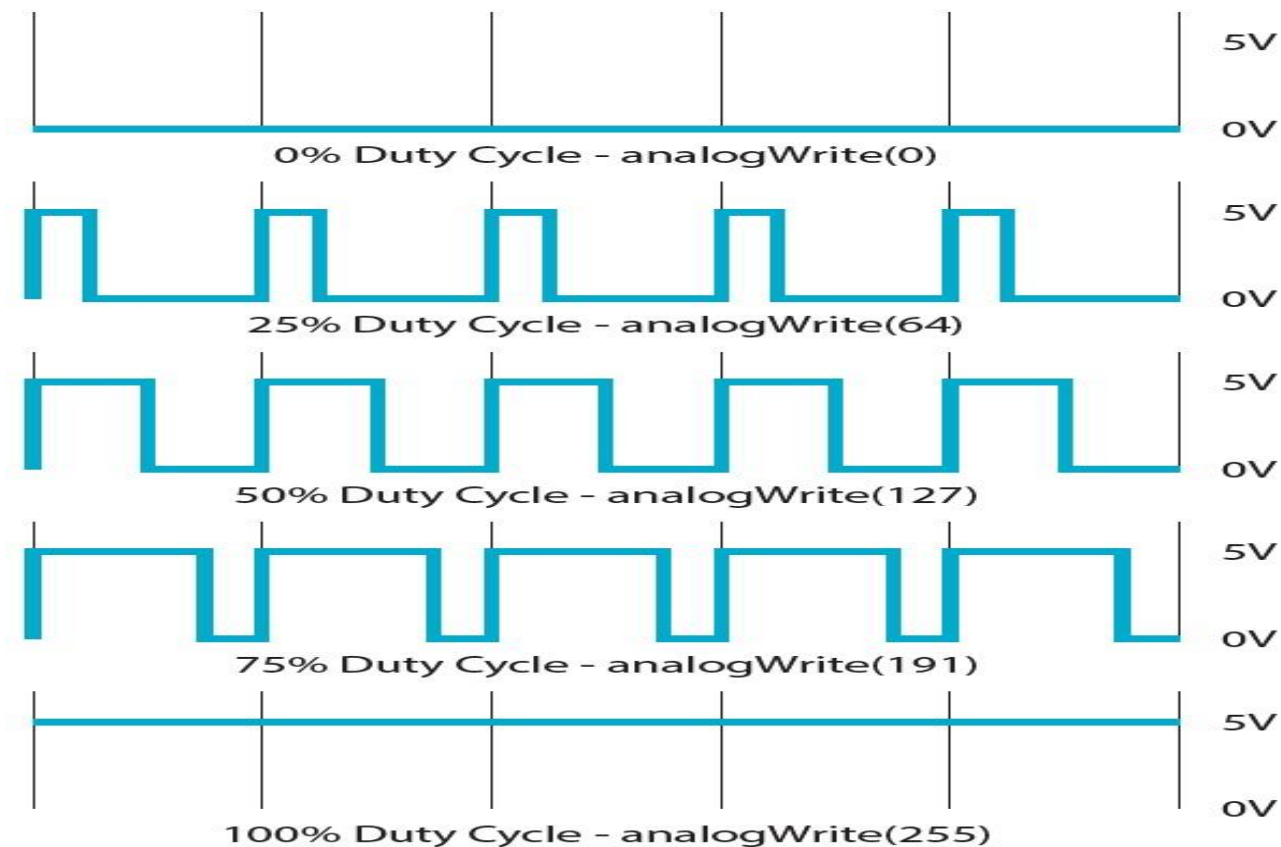 5V
0V
0% Duty Cycle - analogWrite(0)
5V
0V
25% Duty Cycle - analogWrite(64)
5V
0V
50% Duty Cycle - analogWrite(127)
5V
0V
75% Duty Cycle - analogWrite(191)
5V
0V
100% Duty Cycle - analogWrite(255)